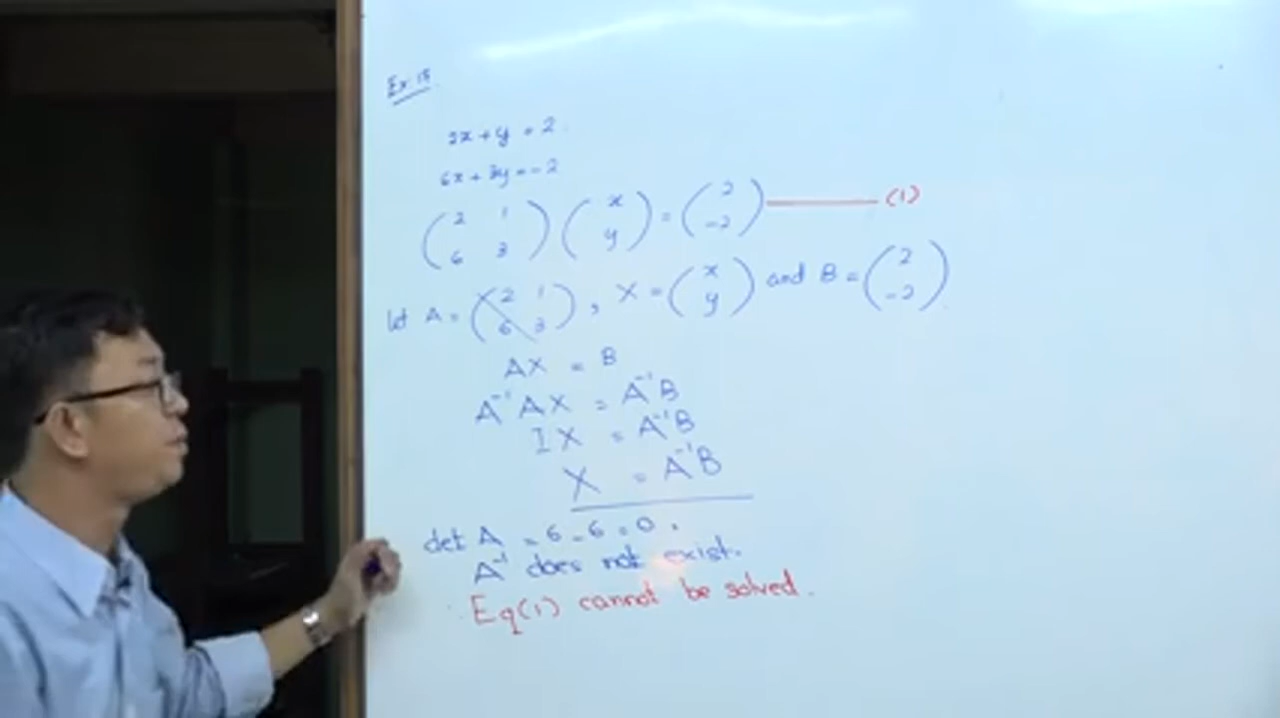 Ex: 15
2x + y = 2.
6x + 3y = -2
(2 1 6 3) (x y) = (2 -2) (1)
let A = (2 1 6 3), X = (x y) and B = (2 -2)
AX = B
A⁻¹AX = A⁻¹B
IX = A⁻¹B
X = A⁻¹B
det A = 6 - 6 = 0.
A⁻¹ does not exist.
Eq(1) cannot be solved.